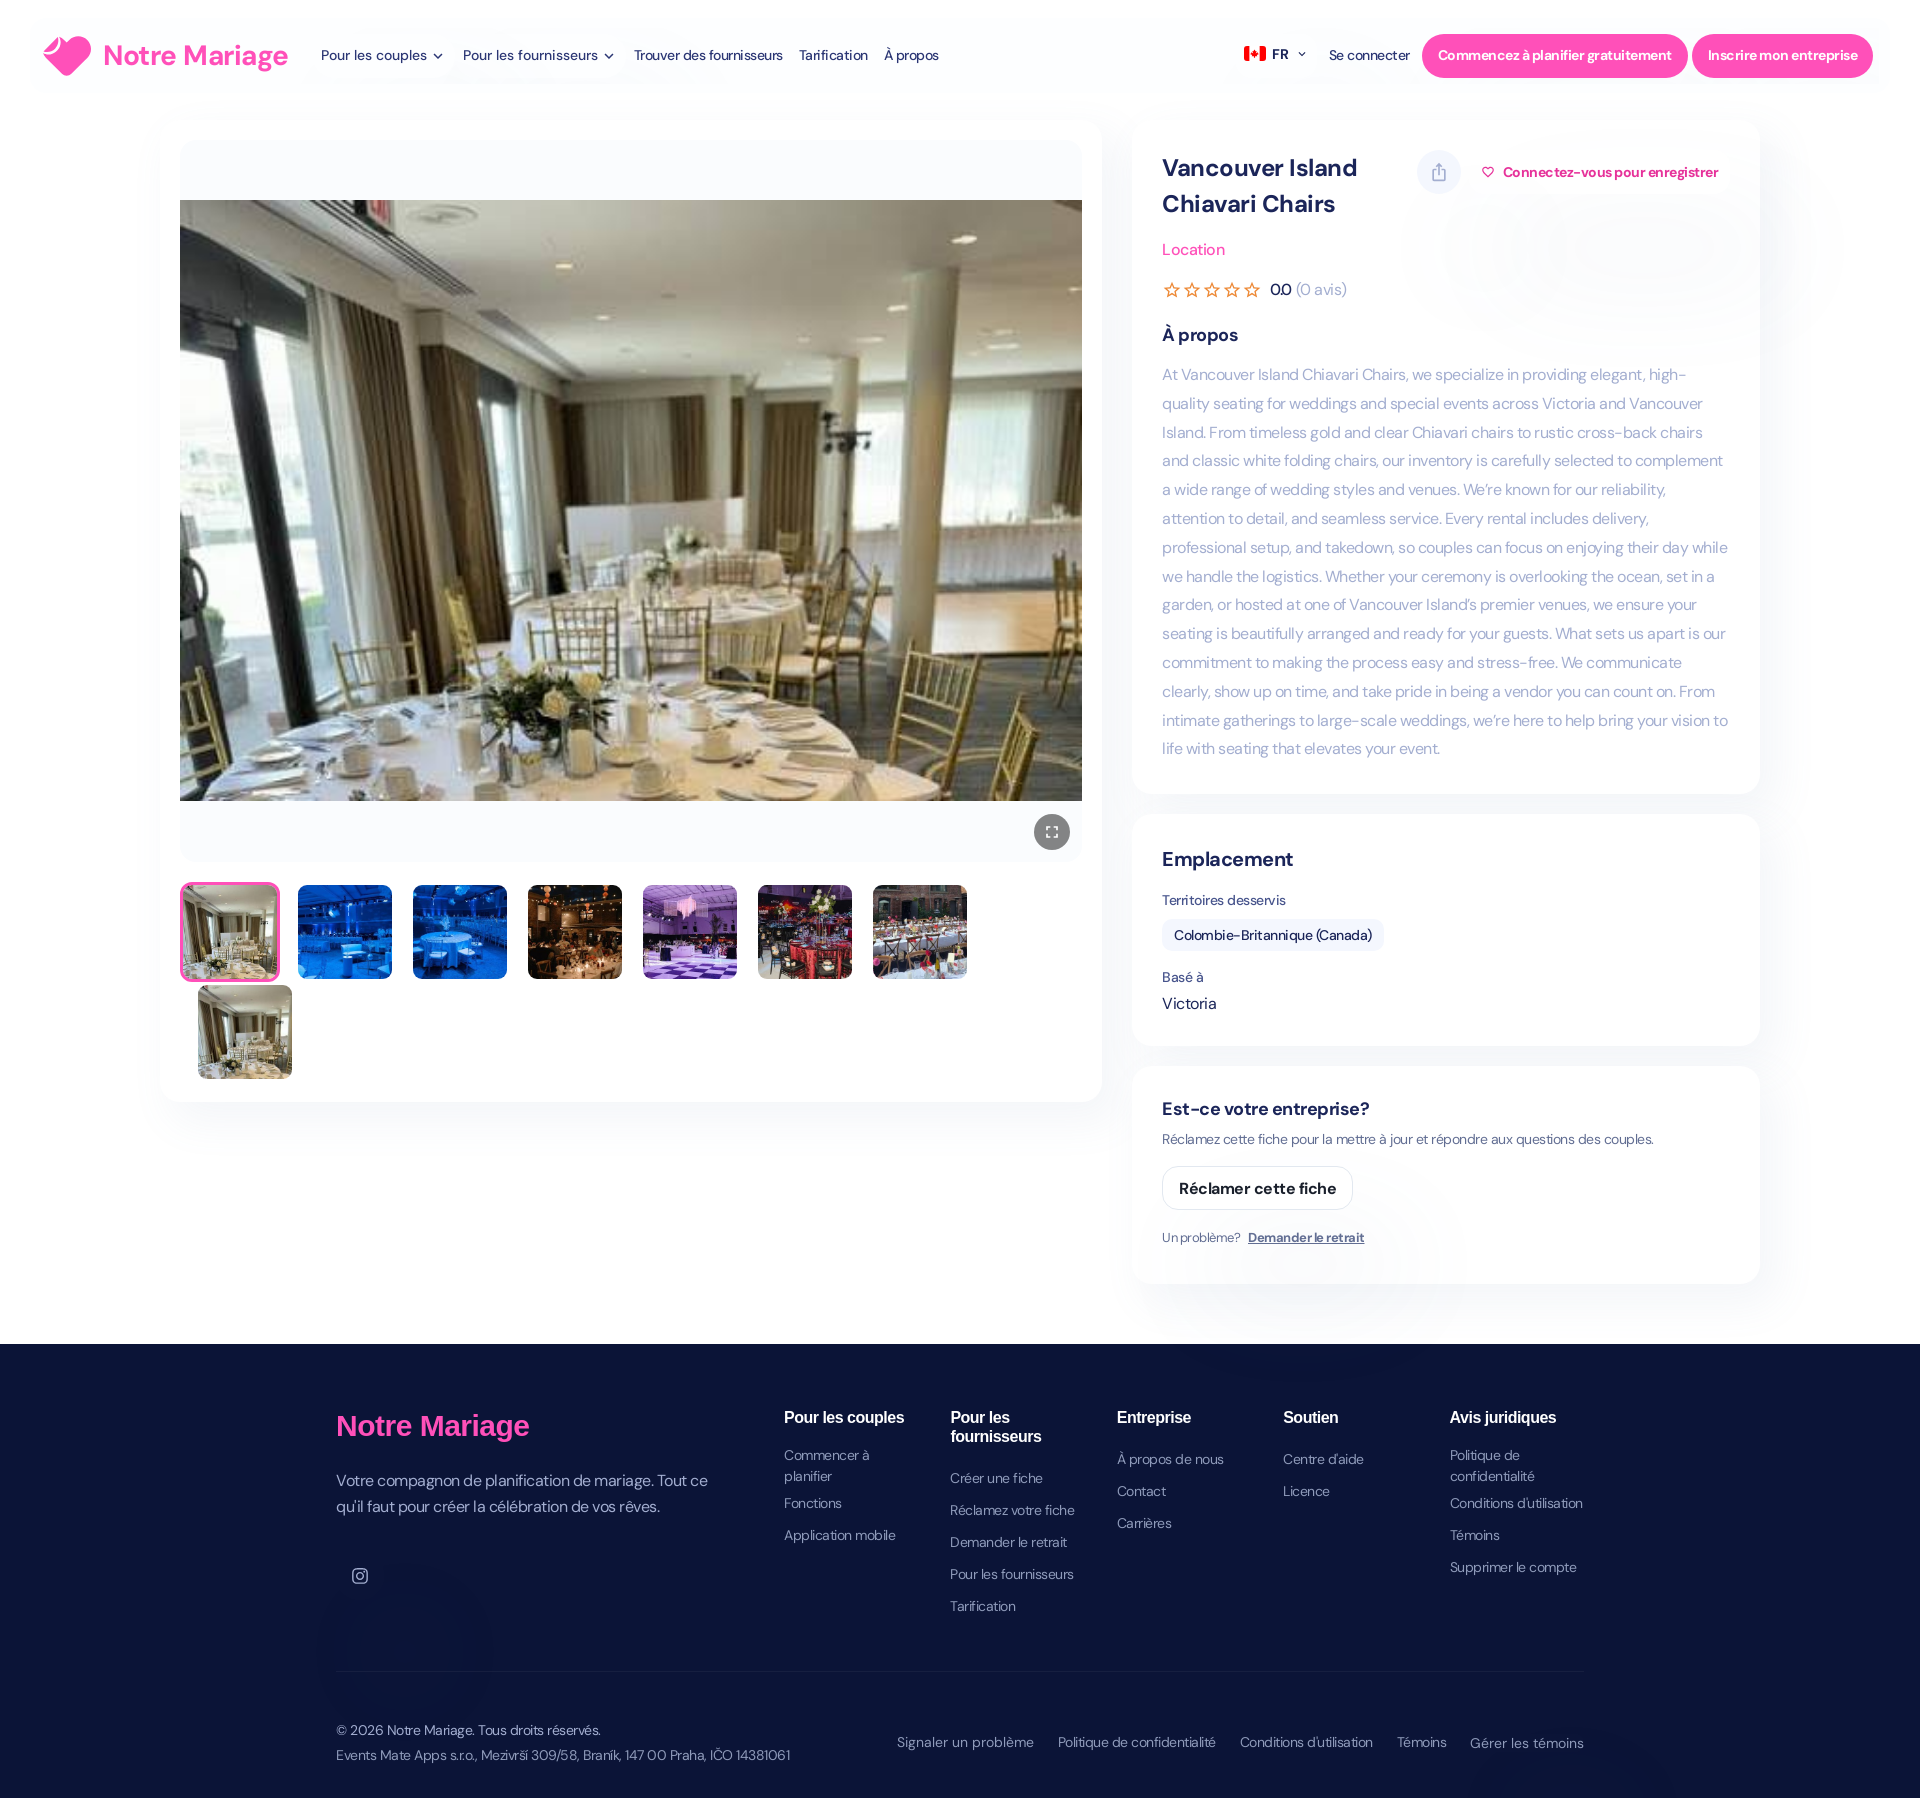 Notre Mariage
Pour les couples
Pour les fournisseurs
Trouver des fournisseurs
Tarification
À propos
FR
Se connecter
Commencez à planifier gratuitement
Inscrire mon entreprise
Vancouver Island
Chiavari Chairs
Connectez-vous pour enregistrer
Location
0.0 (0 avis)
À propos
At Vancouver Island Chiavari Chairs, we specialize in providing elegant, high-
quality seating for weddings and special events across Victoria and Vancouver
Island. From timeless gold and clear Chiavari chairs to rustic cross-back chairs
and classic white folding chairs, our inventory is carefully selected to complement
a wide range of wedding styles and venues. We’re known for our reliability,
attention to detail, and seamless service. Every rental includes delivery,
professional setup, and takedown, so couples can focus on enjoying their day while
we handle the logistics. Whether your ceremony is overlooking the ocean, set in a
garden, or hosted at one of Vancouver Island’s premier venues, we ensure your
seating is beautifully arranged and ready for your guests. What sets us apart is our
commitment to making the process easy and stress-free. We communicate
clearly, show up on time, and take pride in being a vendor you can count on. From
intimate gatherings to large-scale weddings, we’re here to help bring your vision to
life with seating that elevates your event.
Emplacement
Territoires desservis
Colombie-Britannique (Canada)
Basé à
Victoria
Est-ce votre entreprise?
Réclamez cette fiche pour la mettre à jour et répondre aux questions des couples.
Réclamer cette fiche
Un problème? Demander le retrait
Notre Mariage
Votre compagnon de planification de mariage. Tout ce
qu'il faut pour créer la célébration de vos rêves.
Pour les couples
Commencer à
planifier
Fonctions
Application mobile
Pour les
fournisseurs
Créer une fiche
Réclamez votre fiche
Demander le retrait
Pour les fournisseurs
Tarification
Entreprise
À propos de nous
Contact
Carrières
Soutien
Centre d'aide
Licence
Avis juridiques
Politique de
confidentialité
Conditions d'utilisation
Témoins
Supprimer le compte
© 2026 Notre Mariage. Tous droits réservés.
Events Mate Apps s.r.o., Mezivrší 309/58, Braník, 147 00 Praha, IČO 14381061
Signaler un problème
Politique de confidentialité
Conditions d'utilisation
Témoins
Gérer les témoins